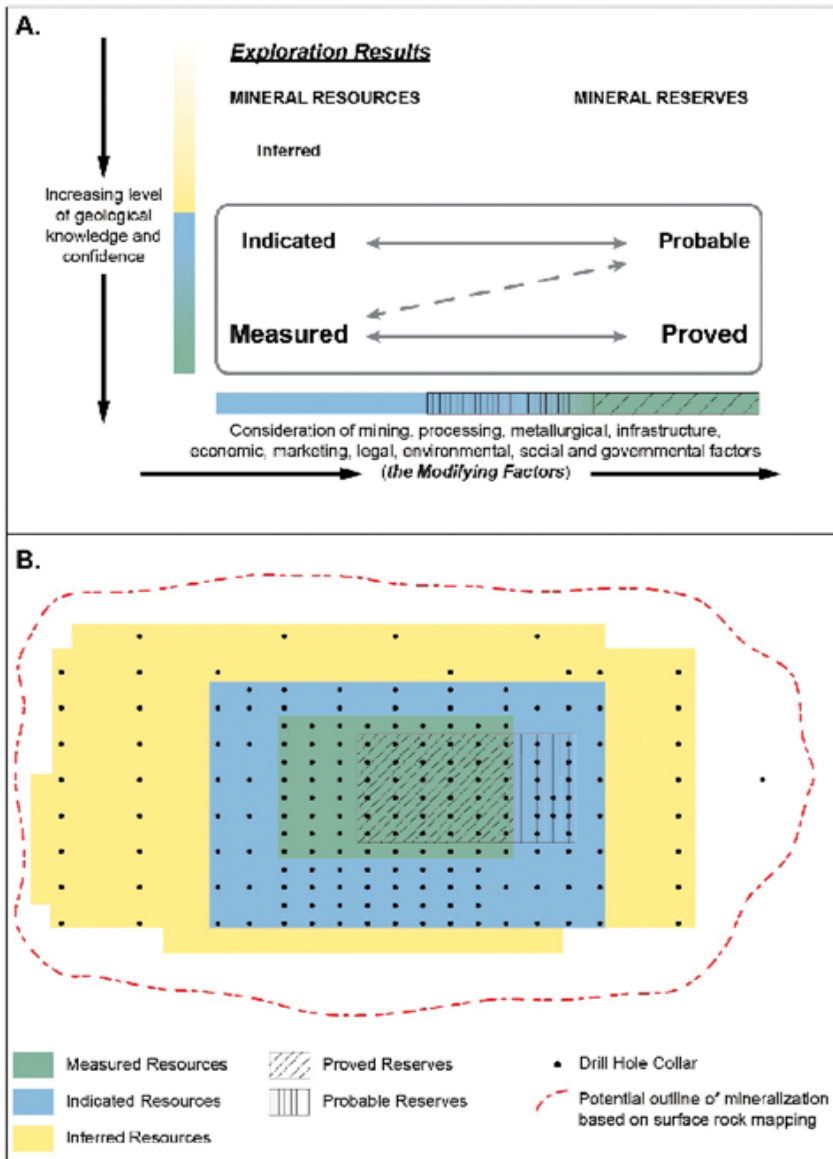 A.
Exploration Results
MINERAL RESOURCES
MINERAL RESERVES
Inferred
Increasing level
of geological
knowledge and
confidence
Indicated
Probable
Measured
Proved
Consideration of mining, processing, metallurgical, infrastructure,
economic, marketing, legal, environmental, social and governmental factors
(the Modifying Factors)
B.
Measured Resources
Indicated Resources
Inferred Resources
Proved Reserves
Probable Reserves
Drill Hole Collar
Potential outline of mineralization
based on surface rock mapping